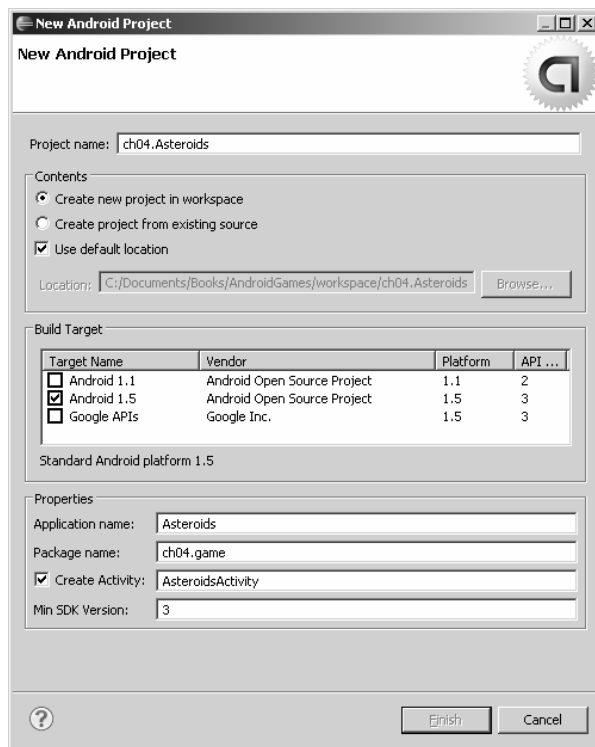 New Android Project
New Android Project
Project name: ch04.Asteroids
Contents
Create new project in workspace
Create project from existing source
Use default location
Location: C:/Documents/Books/AndroidGames/workspace/ch04.Asteroids Browse...
Build Target
Target Name Vendor Platform API ...
Android 1.1 Android Open Source Project 1.1 2
Android 1.5 Android Open Source Project 1.5 3
Google APIs Google Inc. 1.5 3
Standard Android platform 1.5
Properties
Application name: Asteroids
Package name: ch04.game
Create Activity: AsteroidsActivity
Min SDK Version: 3
? Finish Cancel